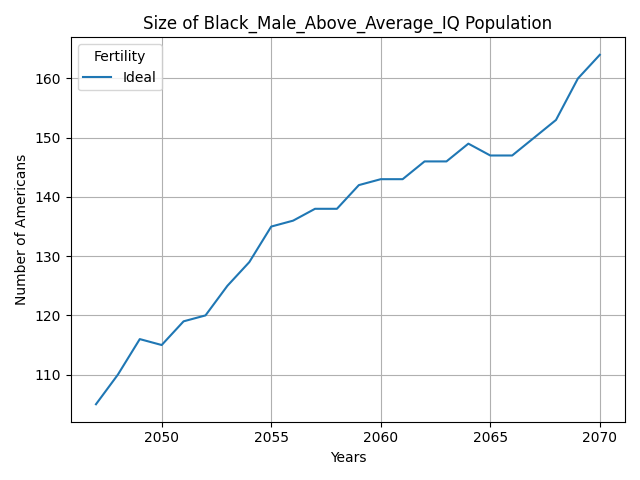 Size of Black_Male_Above_Average_IQ Population
Fertility
Ideal
Number of Americans
160
150
140
130
120
110
2050 2055 2060 2065 2070
Years